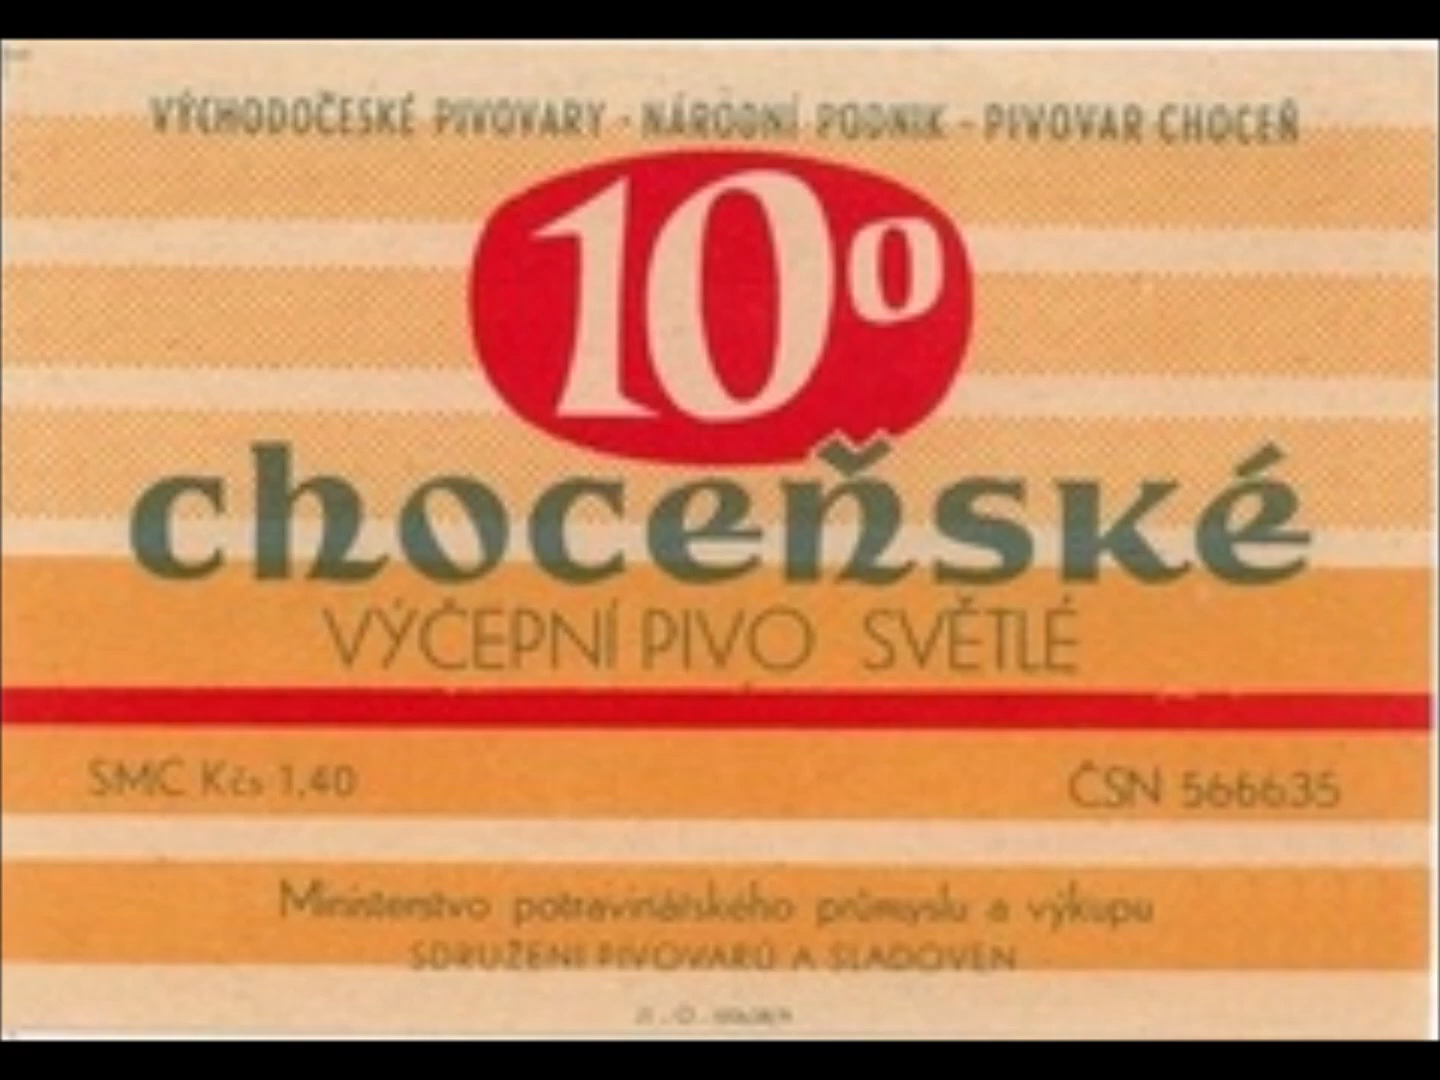 VÝCHODOČESKÉ PIVOVARY - NÁRODNÍ PODNIK - PIVOVAR CHOCEŇ
10°
choceňské
VÝČEPNÍ PIVO SVĚTLÉ
SMC Kčs 1,40
ČSN 566635
Ministerstvo potravinářského průmyslu a výkupu
SDRUŽENÍ PIVOVARŮ A SLADOVEN